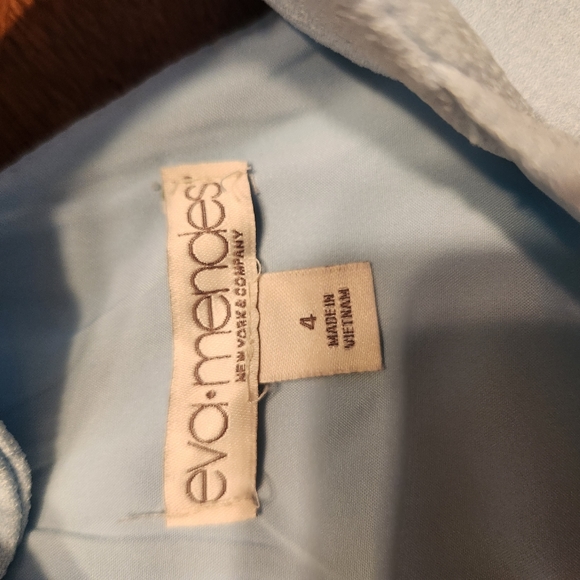 eva•mendes
NEW YORK & COMPANY
4
MADE IN
VIETNAM